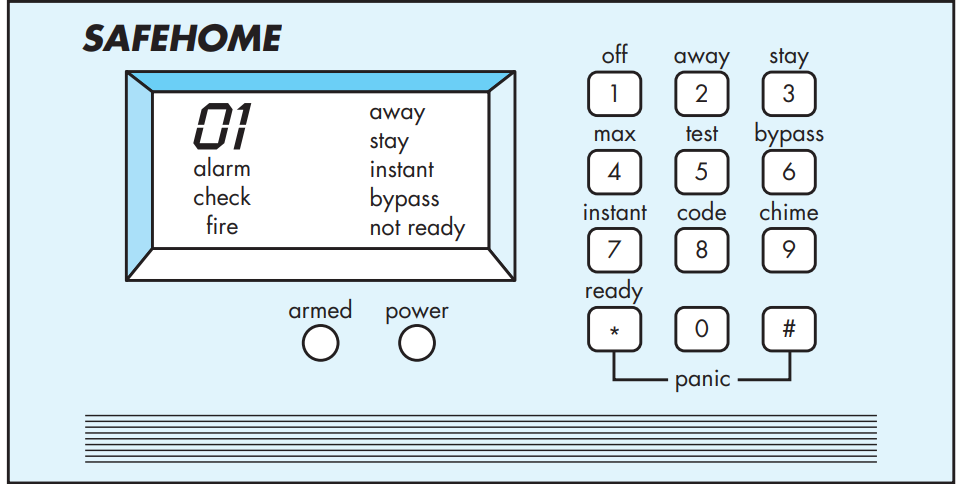 SAFEHOME
01
alarm
check
fire
away
stay
instant
bypass
not ready
armed power
off away stay
1 2 3
max test bypass
4 5 6
instant code chime
7 8 9
ready
* 0 #
panic